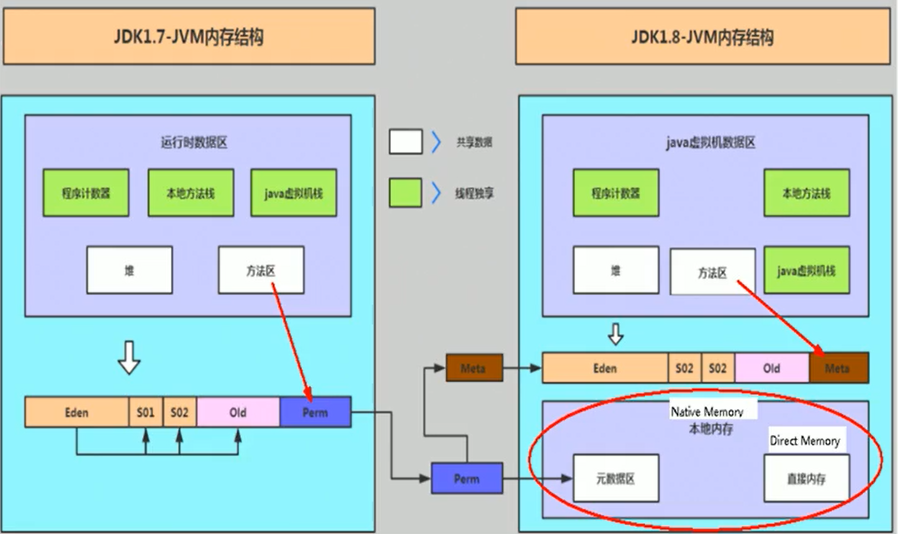 JDK1.7-JVM内存结构
JDK1.8-JVM内存结构
运行时数据区
程序计数器
本地方法栈
java虚拟机栈
堆
方法区
Eden
S01
S02
Old
Perm
共享数据
线程独享
Meta
Perm
java虚拟机数据区
程序计数器
本地方法栈
堆
方法区
java虚拟机栈
Eden
S02
S02
Old
Meta
Native Memory
本地内存
Direct Memory
元数据区
直接内存